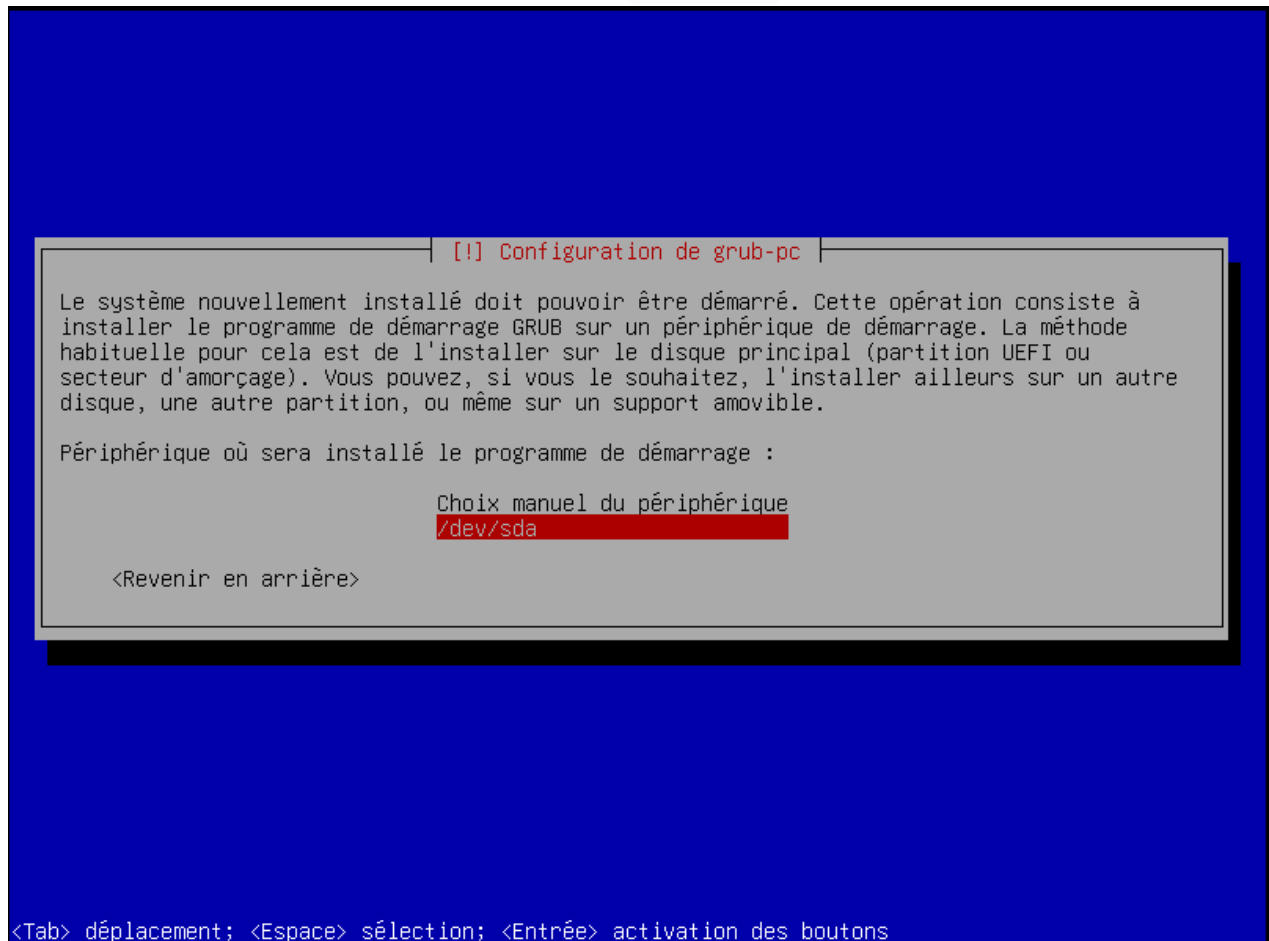 [!] Configuration de grub-pc
Le système nouvellement installé doit pouvoir être démarré. Cette opération consiste à
installer le programme de démarrage GRUB sur un périphérique de démarrage. La méthode
habituelle pour cela est de l'installer sur le disque principal (partition UEFI ou
secteur d'amorçage). Vous pouvez, si vous le souhaitez, l'installer ailleurs sur un autre
disque, une autre partition, ou même sur un support amovible.
Périphérique où sera installé le programme de démarrage :
Choix manuel du périphérique
/dev/sda
<Revenir en arrière>
<Tab> déplacement; <Espace> sélection; <Entrée> activation des boutons